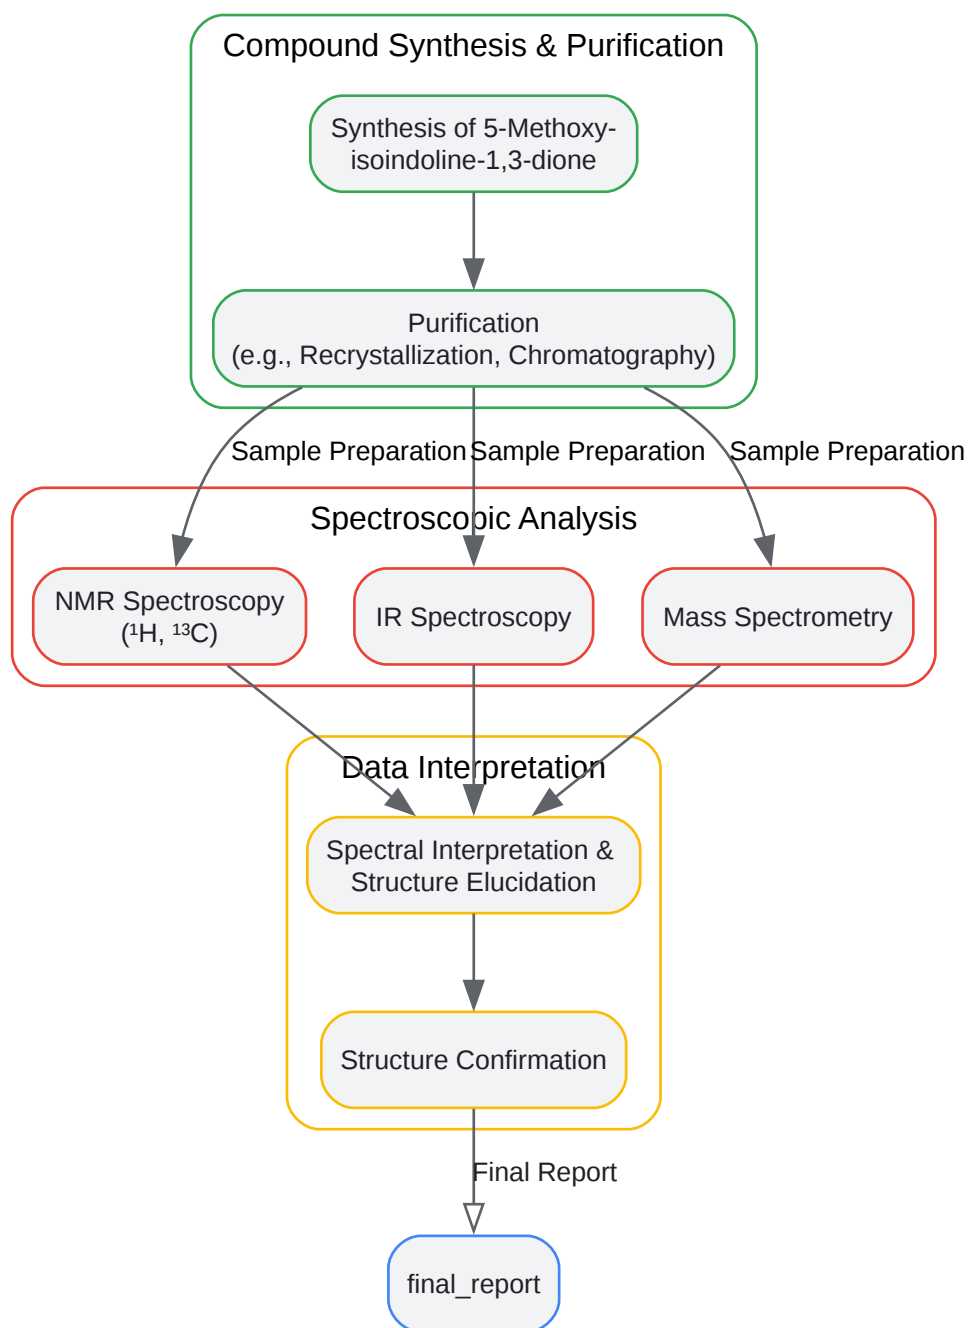 Compound Synthesis & Purification
Synthesis of 5-Methoxy-
isoindoline-1,3-dione
Purification
(e.g., Recrystallization, Chromatography)
Sample Preparation
Sample Preparation
Sample Preparation
Spectroscopic Analysis
NMR Spectroscopy
(¹H, ¹³C)
IR Spectroscopy
Mass Spectrometry
Data Interpretation
Spectral Interpretation &
Structure Elucidation
Structure Confirmation
Final Report
final_report